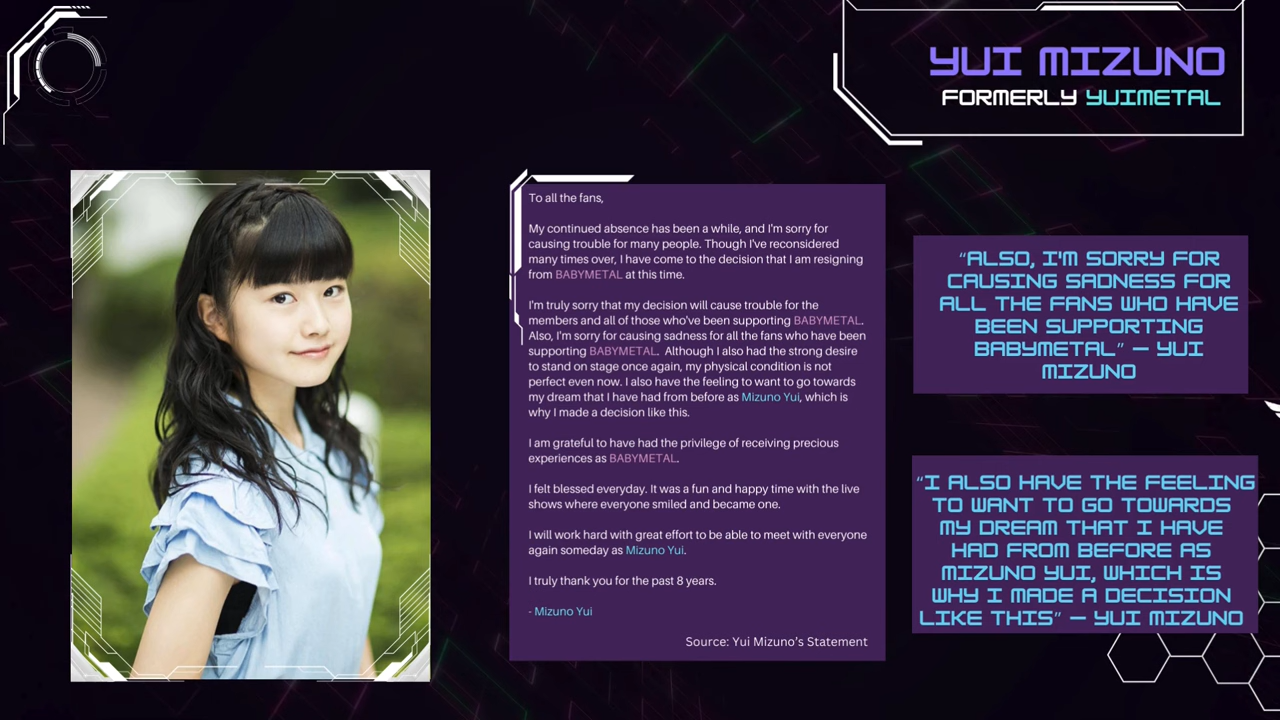 YUI MIZUNO
FORMERLY YUIMETAL
To all the fans,
My continued absence has been a while, and I'm sorry for
causing trouble for many people. Though I've reconsidered
many times over, I have come to the decision that I am resigning
from BABYMETAL at this time.
I'm truly sorry that my decision will cause trouble for the
members and all of those who've been supporting BABYMETAL.
Also, I'm sorry for causing sadness for all the fans who have been
supporting BABYMETAL. Although I also had the strong desire
to stand on stage once again, my physical condition is not
perfect even now. I also have the feeling to want to go towards
my dream that I have had from before as Mizuno Yui, which is
why I made a decision like this.
I am grateful to have had the privilege of receiving precious
experiences as BABYMETAL.
I felt blessed everyday. It was a fun and happy time with the live
shows where everyone smiled and became one.
I will work hard with great effort to be able to meet with everyone
again someday as Mizuno Yui.
I truly thank you for the past 8 years.
- Mizuno Yui
Source: Yui Mizuno’s Statement
“ALSO, I'M SORRY FOR
CAUSING SADNESS FOR
ALL THE FANS WHO HAVE
BEEN SUPPORTING
BABYMETAL” — YUI
MIZUNO
“I ALSO HAVE THE FEELING
TO WANT TO GO TOWARDS
MY DREAM THAT I HAVE
HAD FROM BEFORE AS
MIZUNO YUI, WHICH IS
WHY I MADE A DECISION
LIKE THIS” — YUI MIZUNO